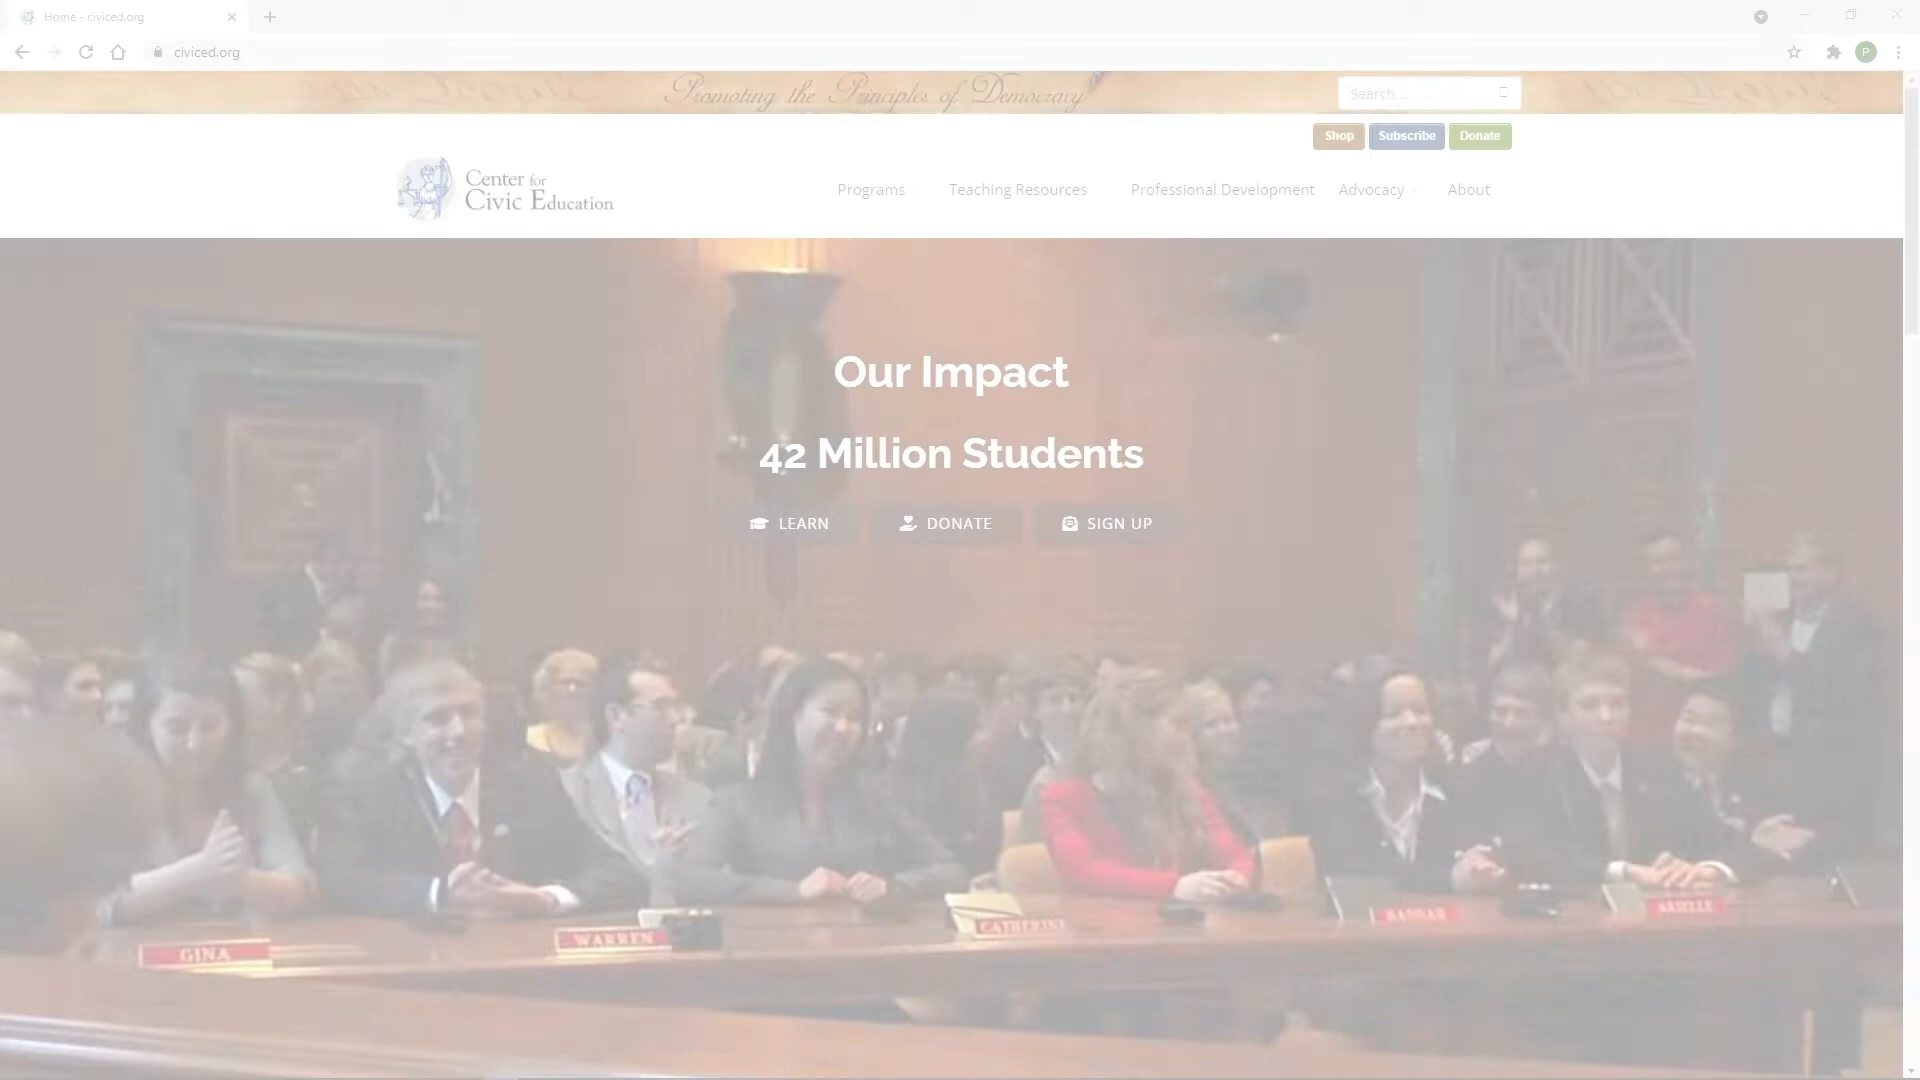 Home - civiced.org
civiced.org
P
Promoting the Principles of Democracy
Search ...
Shop Subscribe Donate
Center for
Civic Education
Programs Teaching Resources Professional Development Advocacy About
Our Impact
42 Million Students
LEARN DONATE SIGN UP
GINA
WARREN
CATHERINE
HANNAH
ARIELLE